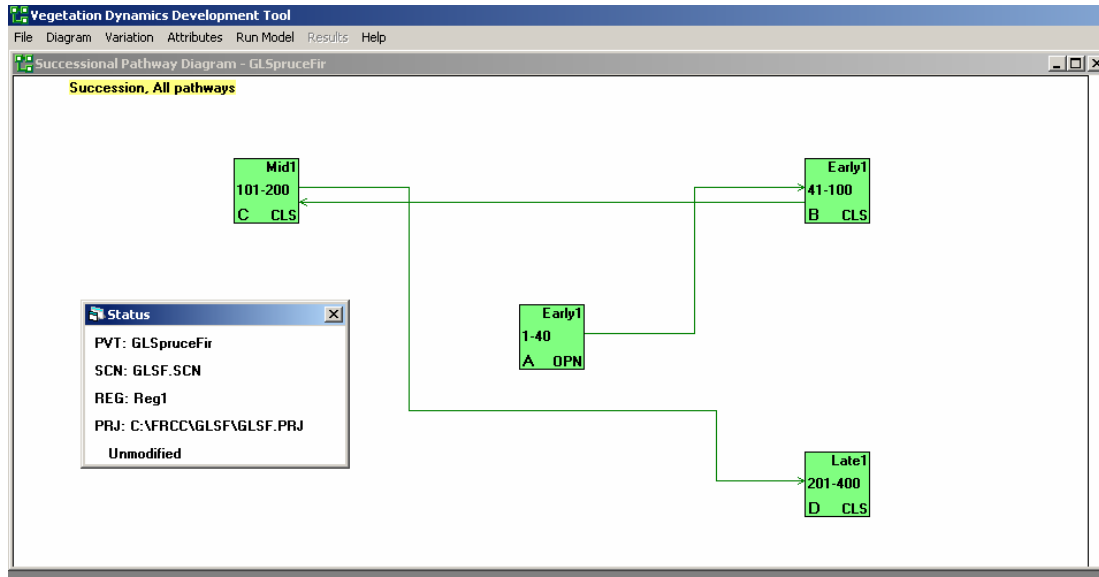 Vegetation Dynamics Development Tool
File Diagram Variation Attributes Run Model Results Help
Successional Pathway Diagram - GLSpruceFir
Succession, All pathways
Mid1
101-200
C CLS
Early1
41-100
B CLS
Early1
1-40
A OPN
Status
PVT: GLSpruceFir
SCN: GLSF.SCN
REG: Reg1
PRJ: C:\FRCC\GLSF\GLSF.PRJ
Unmodified
Late1
201-400
D CLS